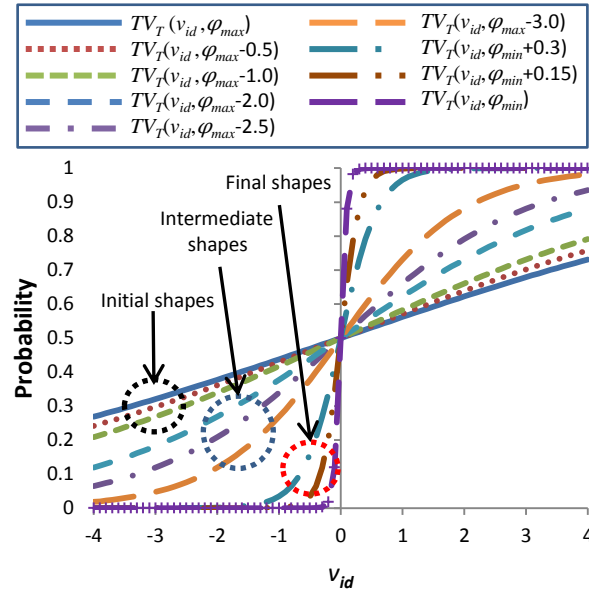 TV_T (v_id, φ_max)
TV_T(v_id, φ_max-0.5)
TV_T(v_id, φ_max-1.0)
TV_T(v_id, φ_max-2.0)
TV_T(v_id, φ_max-2.5)
TV_T(v_id, φ_max-3.0)
TV_T(v_id, φ_min+0.3)
TV_T(v_id, φ_min+0.15)
TV_T(v_id, φ_min)
Probability
1
0.9
0.8
0.7
0.6
0.5
0.4
0.3
0.2
0.1
0
Final shapes
Intermediate
shapes
Initial shapes
-4 -3 -2 -1 0 1 2 3 4
v_id